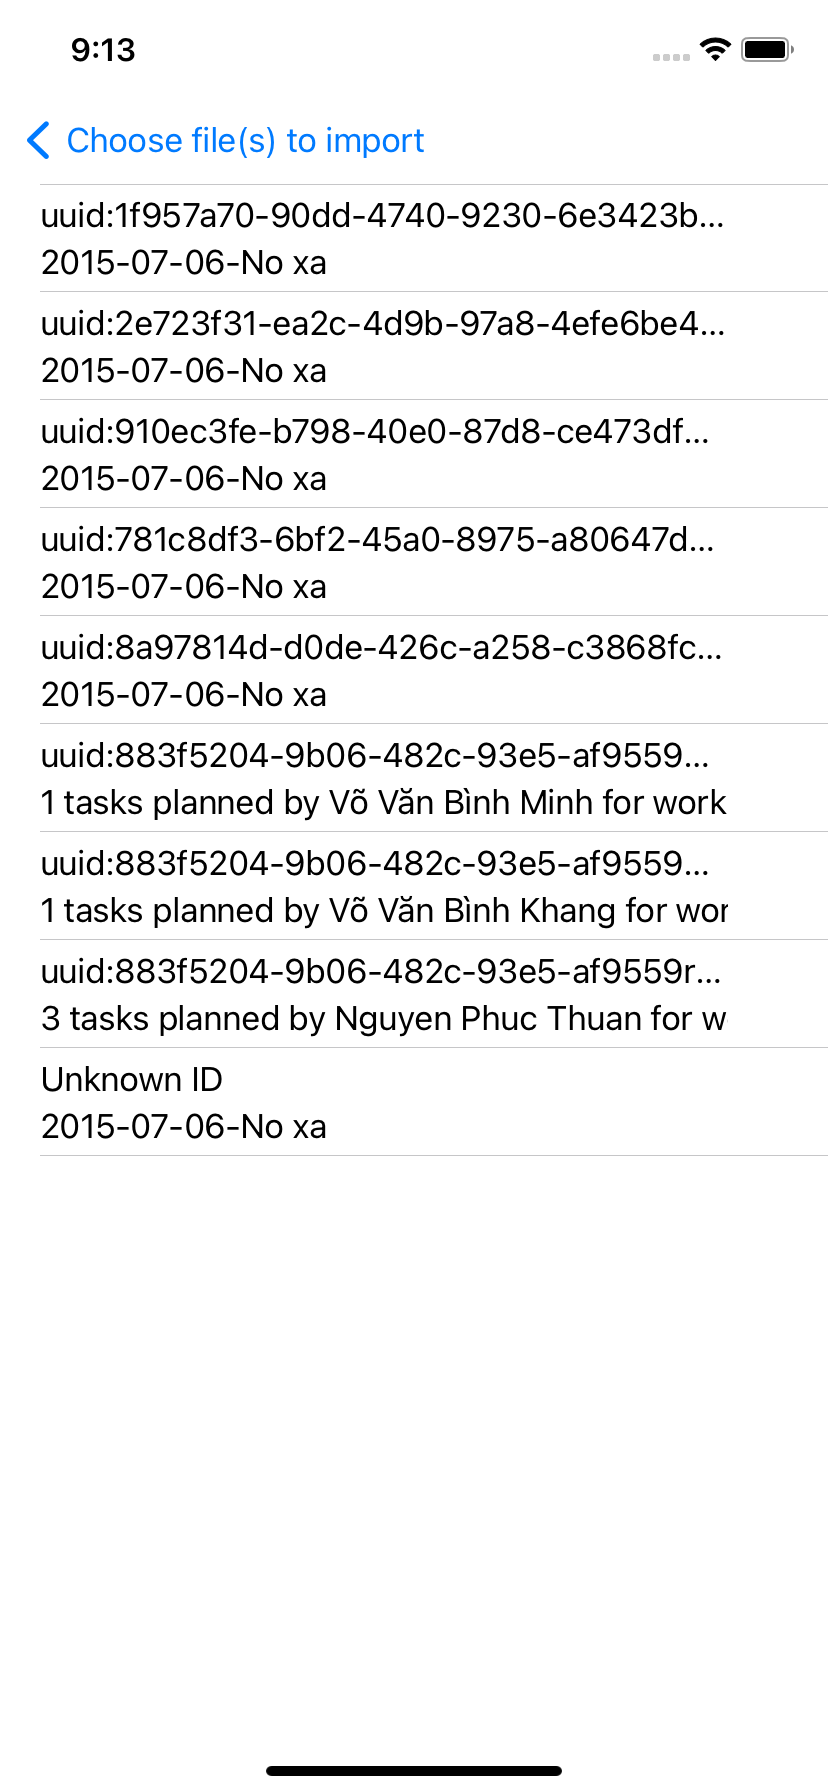 9:13
Choose file(s) to import
uuid:1f957a70-90dd-4740-9230-6e3423b...
2015-07-06-No xa
uuid:2e723f31-ea2c-4d9b-97a8-4efe6be4...
2015-07-06-No xa
uuid:910ec3fe-b798-40e0-87d8-ce473df...
2015-07-06-No xa
uuid:781c8df3-6bf2-45a0-8975-a80647d...
2015-07-06-No xa
uuid:8a97814d-d0de-426c-a258-c3868fc...
2015-07-06-No xa
uuid:883f5204-9b06-482c-93e5-af9559...
1 tasks planned by Võ Văn Bình Minh for work
uuid:883f5204-9b06-482c-93e5-af9559...
1 tasks planned by Võ Văn Bình Khang for wor
uuid:883f5204-9b06-482c-93e5-af9559r...
3 tasks planned by Nguyen Phuc Thuan for w
Unknown ID
2015-07-06-No xa